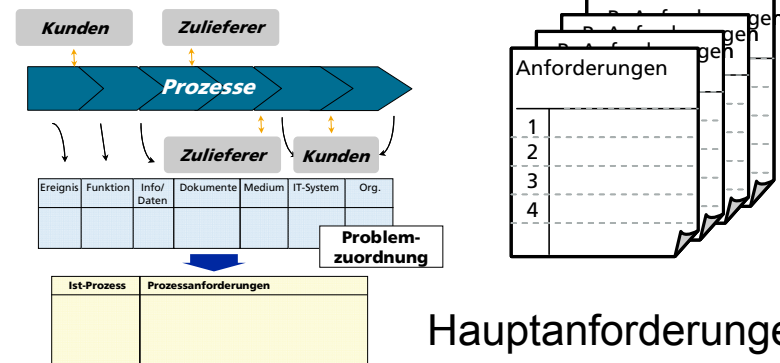 Kunden
Zulieferer
Prozesse
Zulieferer
Kunden
Ereignis
Funktion
Info/
Daten
Dokumente
Medium
IT-System
Org.
Problem-
zuordnung
Ist-Prozess
Prozessanforderungen
Anforderungen
1
2
3
4
Hauptanforderunge